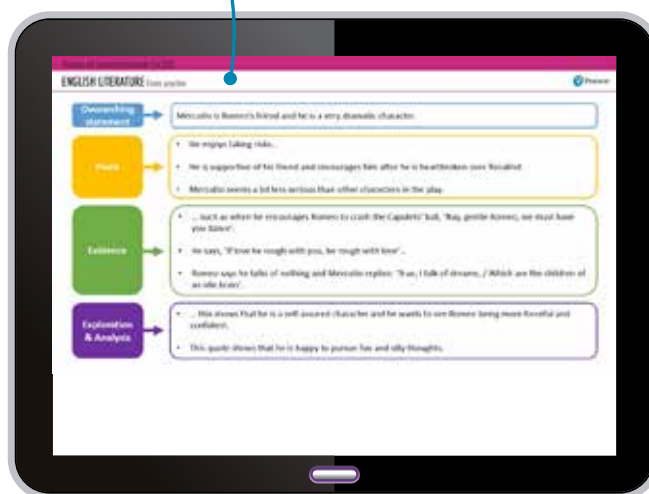 ENGLISH LITERATURE Essay practice
Pearson
Overarching
statement
Mercutio is Romeo's friend and he is a very dramatic character.
Point
• He enjoys taking risks...
• He is supportive of his friend and encourages him after he is heartbroken over Rosalind.
• Mercutio seems a lot less serious than other characters in the play.
Evidence
• ... such as when he encourages Romeo to crash the Capulets' ball, 'Nay, gentle Romeo, we must have
you dance'.
• He says, 'If love be rough with you, be rough with love'...
• Romeo says he talks of nothing and Mercutio replies: 'True, I talk of dreams, / Which are the children of
an idle brain'.
Exploration
& Analysis
• ... this shows that he is a self-assured character and he wants to see Romeo being more forceful and
confident.
• This quote shows that he is happy to pursue fun and silly thoughts.